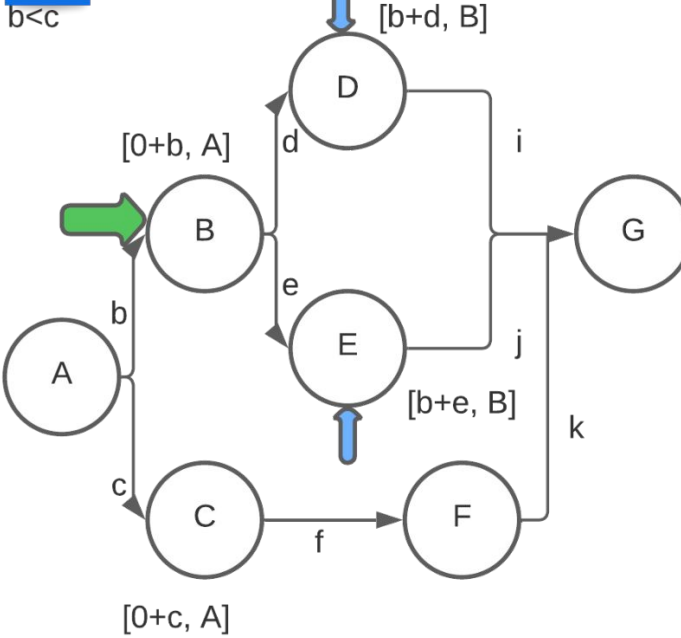 b<c
[b+d, B]
D
[0+b, A]
d
i
B
G
e
b
E
j
A
[b+e, B]
k
c
C
F
f
[0+c, A]